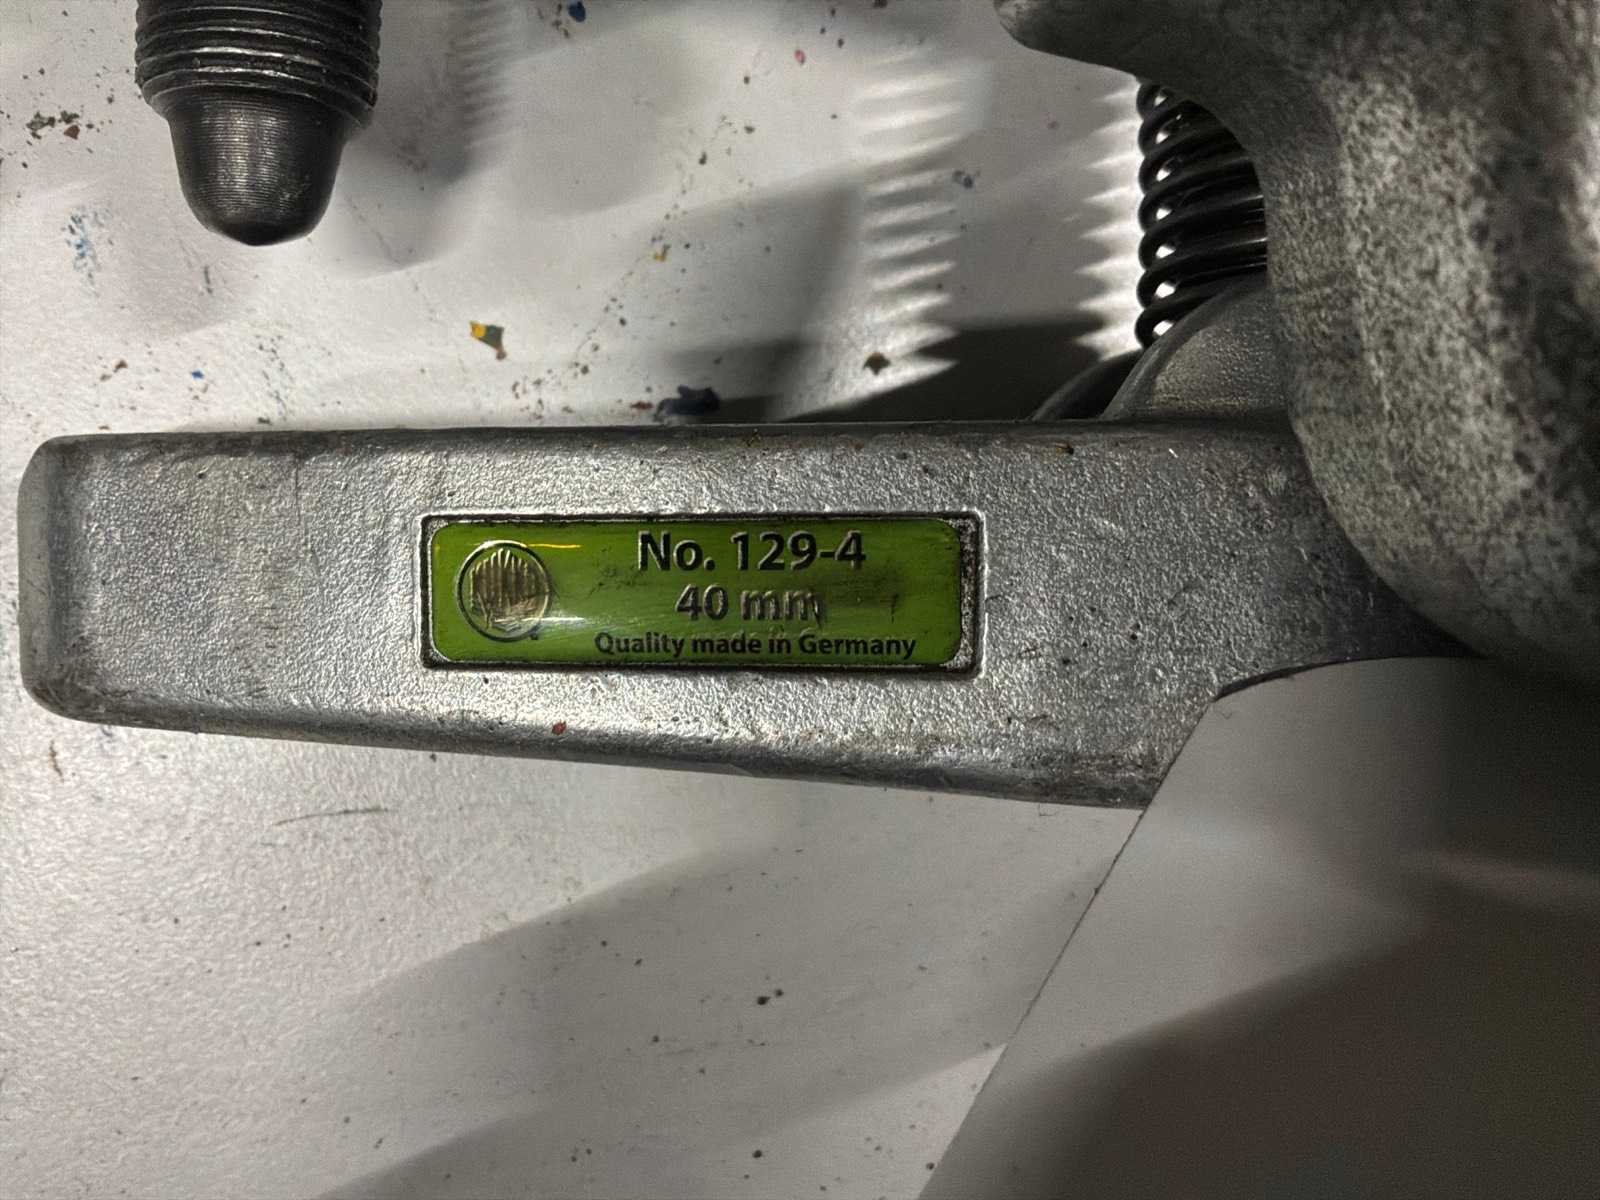 No. 129-4
40 mm
Quality made in Germany